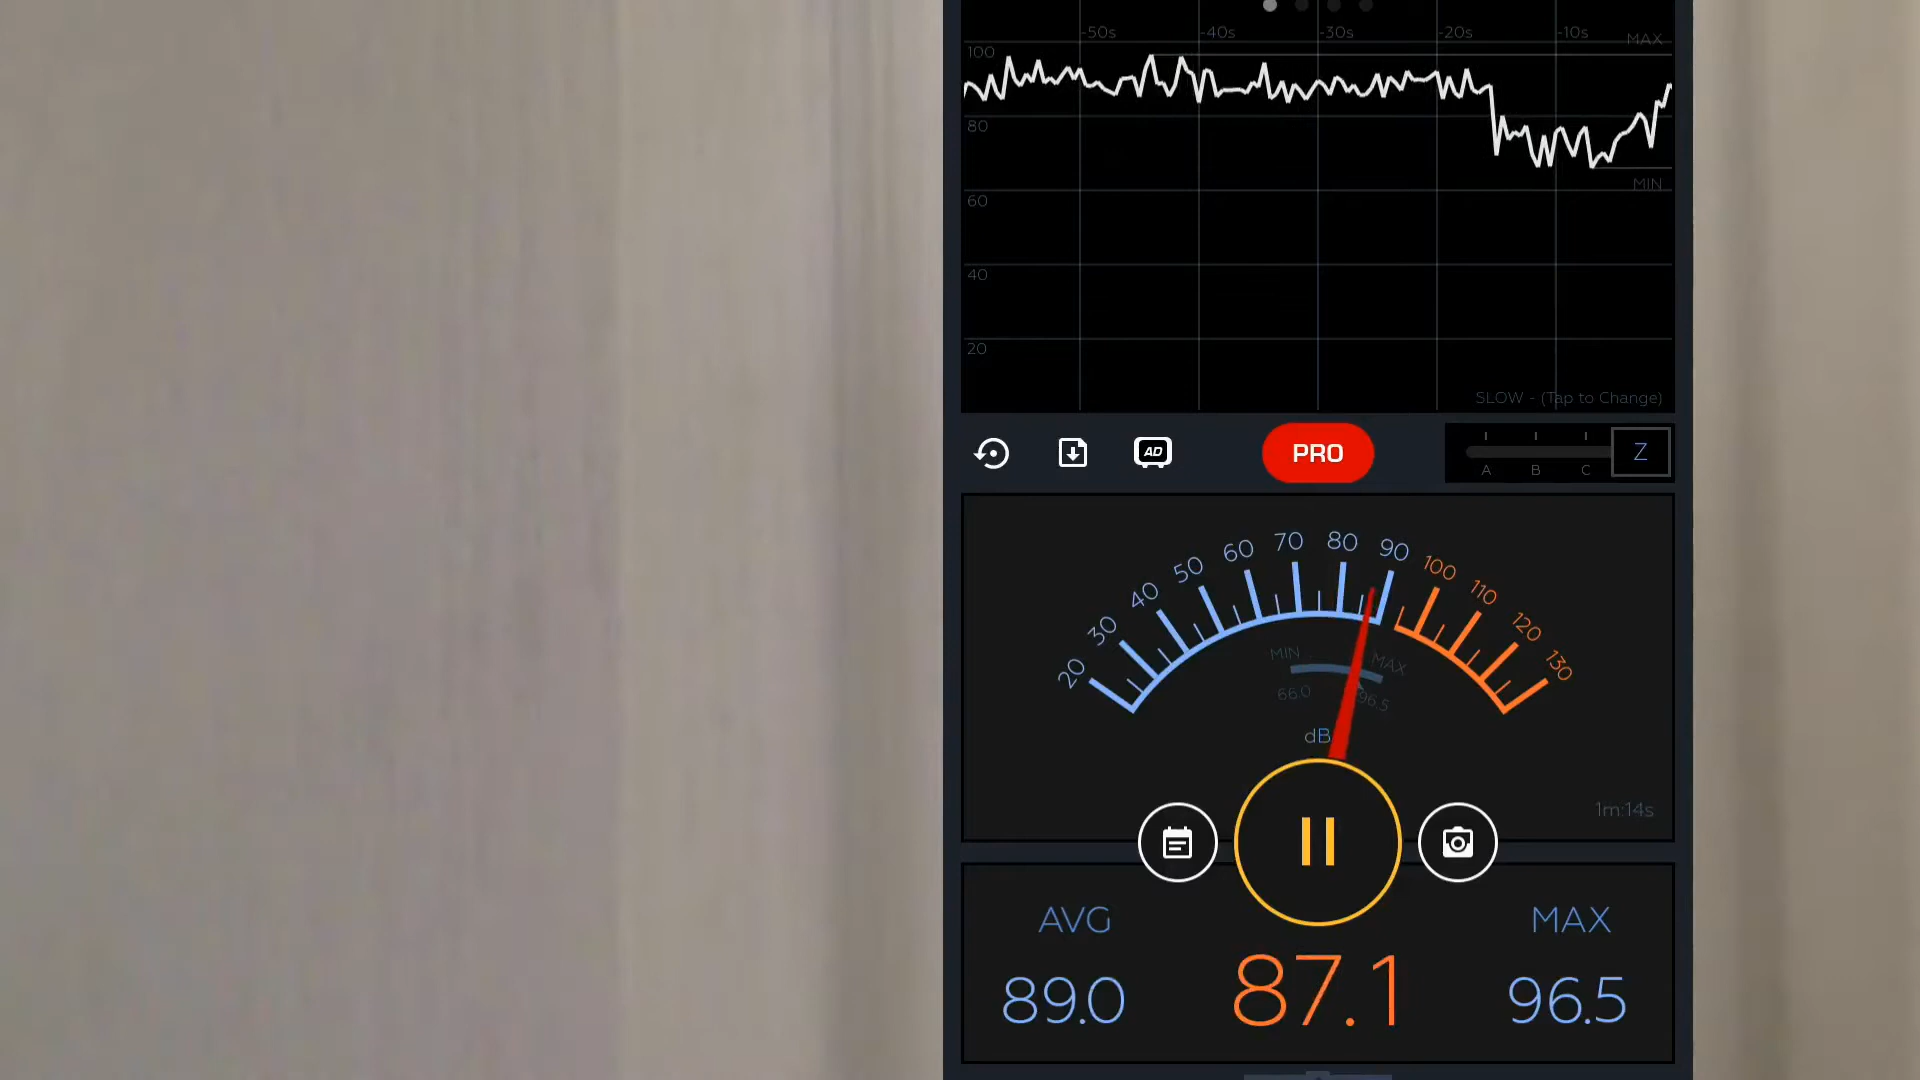 -50s -40s -30s -20s -10s
MAX
100
80
60
40
20
MIN
SLOW - (Tap to Change)
AD
PRO
A B C Z
20 30 40 50 60 70 80 90 100 110 120 130
MIN MAX
66.0 96.5
dB
1m:14s
AVG MAX
89.0 87.1 96.5